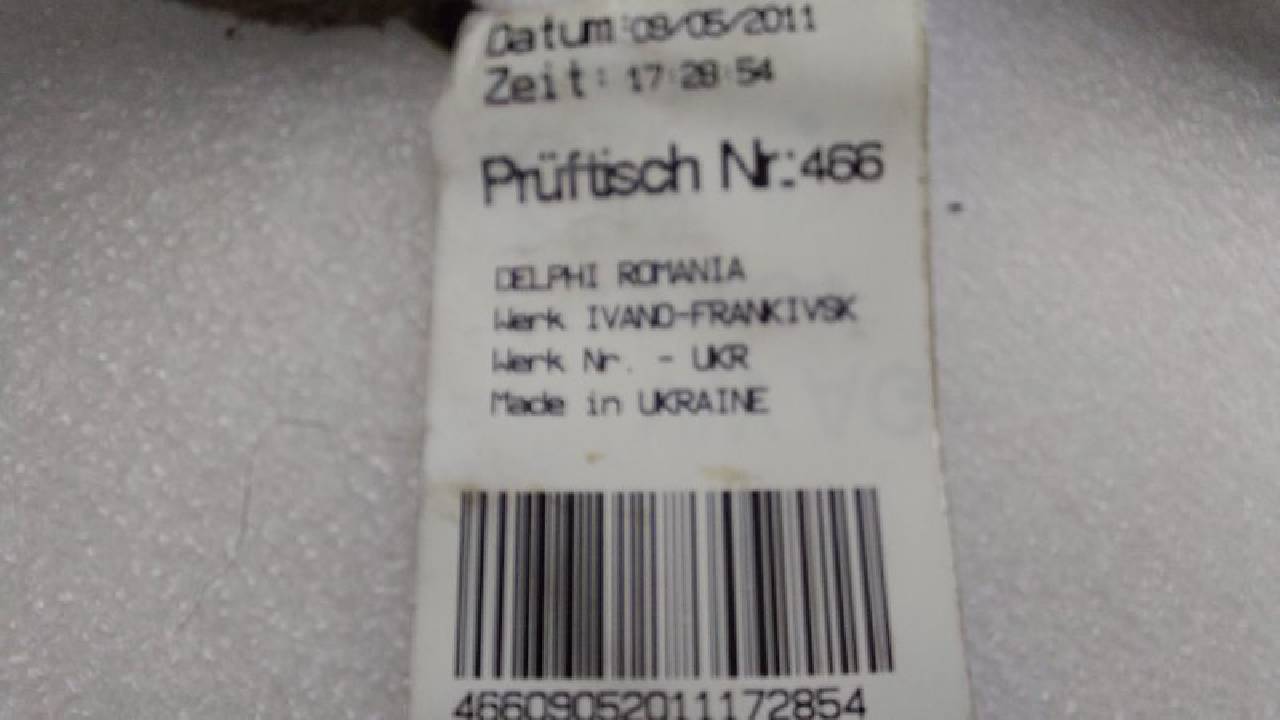 Datum:09/05/2011
Zeit: 17:28:54
Prüftisch Nr.:466
DELPHI ROMANIA
Werk IVANO-FRANKIVSK
Werk Nr. - UKR
Made in UKRAINE
46609052011172854